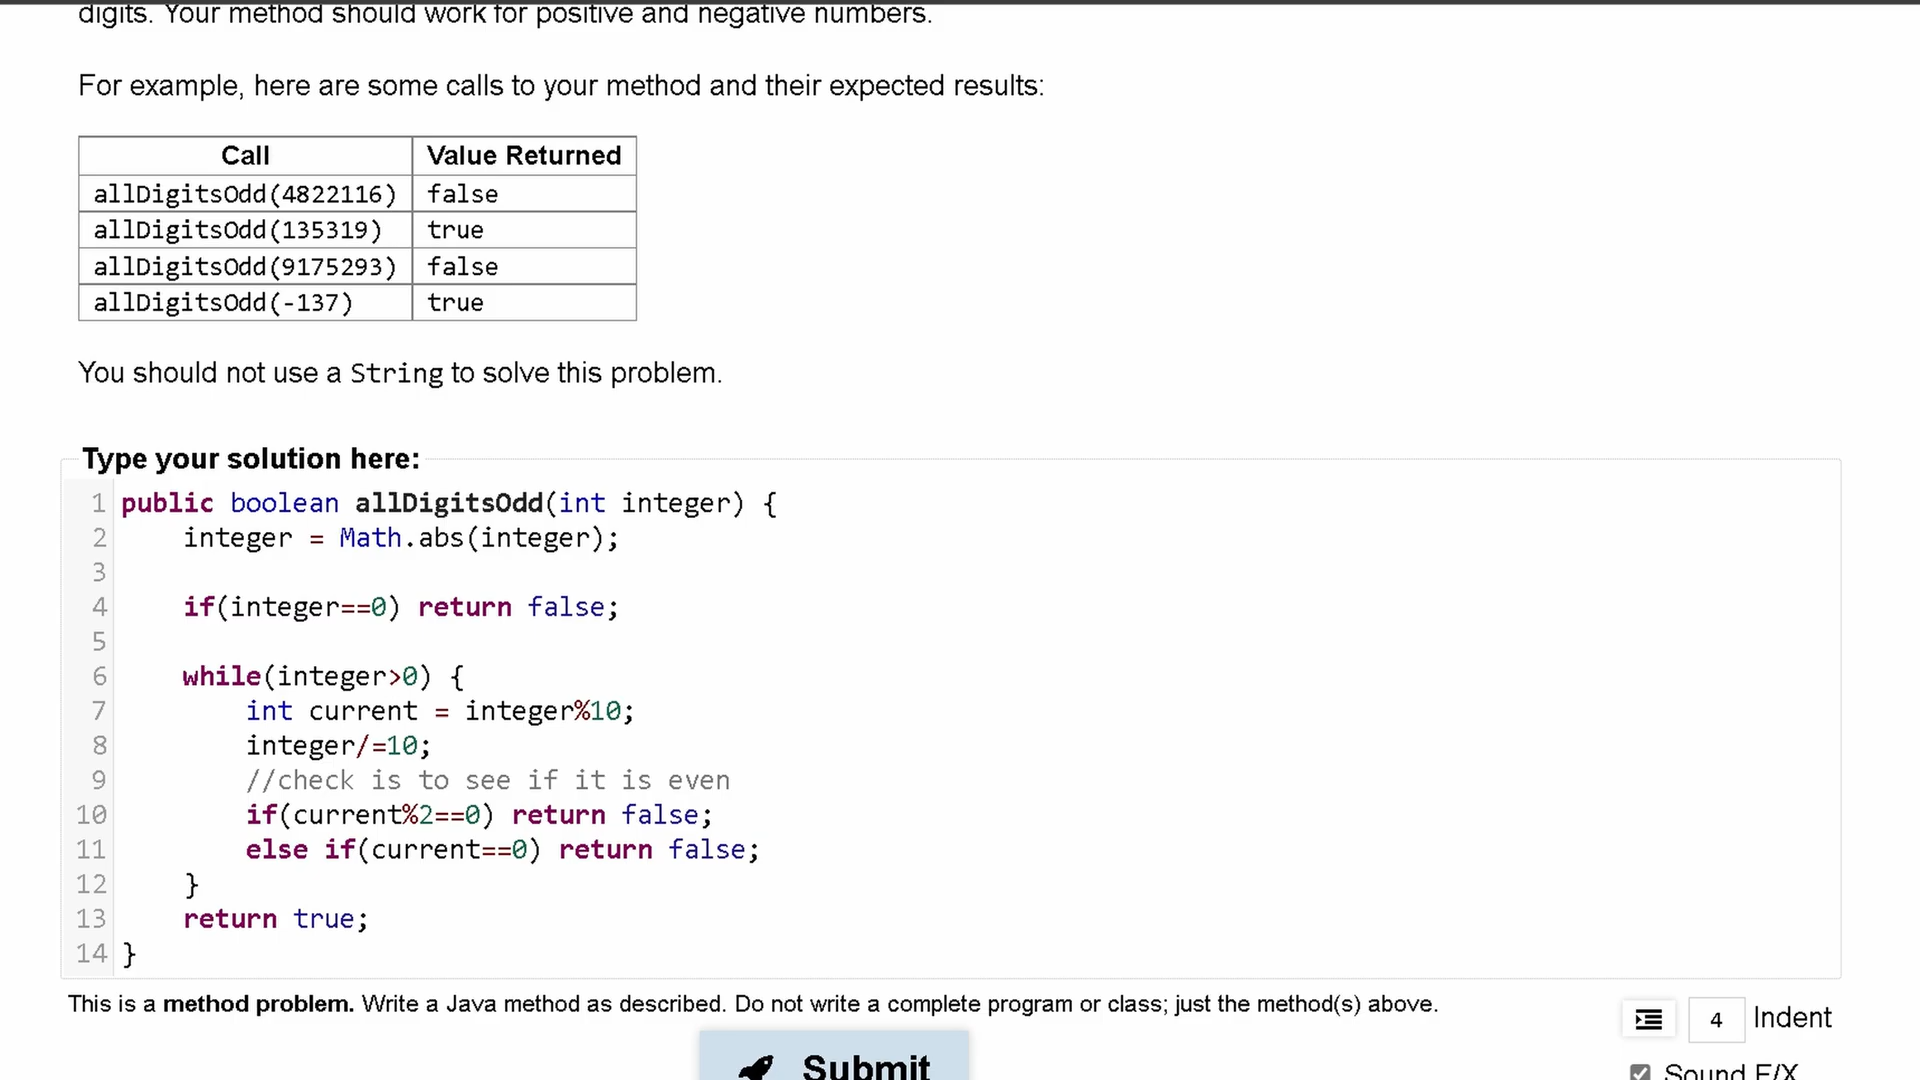 digits. Your method should work for positive and negative numbers.
For example, here are some calls to your method and their expected results:
Call Value Returned
allDigitsOdd(4822116) false
allDigitsOdd(135319) true
allDigitsOdd(9175293) false
allDigitsOdd(-137) true
You should not use a String to solve this problem.
Type your solution here:
1 public boolean allDigitsOdd(int integer) {
2     integer = Math.abs(integer);
3
4     if(integer==0) return false;
5
6     while(integer>0) {
7         int current = integer%10;
8         integer/=10;
9         //check is to see if it is even
10         if(current%2==0) return false;
11         else if(current==0) return false;
12     }
13     return true;
14 }
This is a method problem. Write a Java method as described. Do not write a complete program or class; just the method(s) above.
4 Indent
Submit
Sound F/X